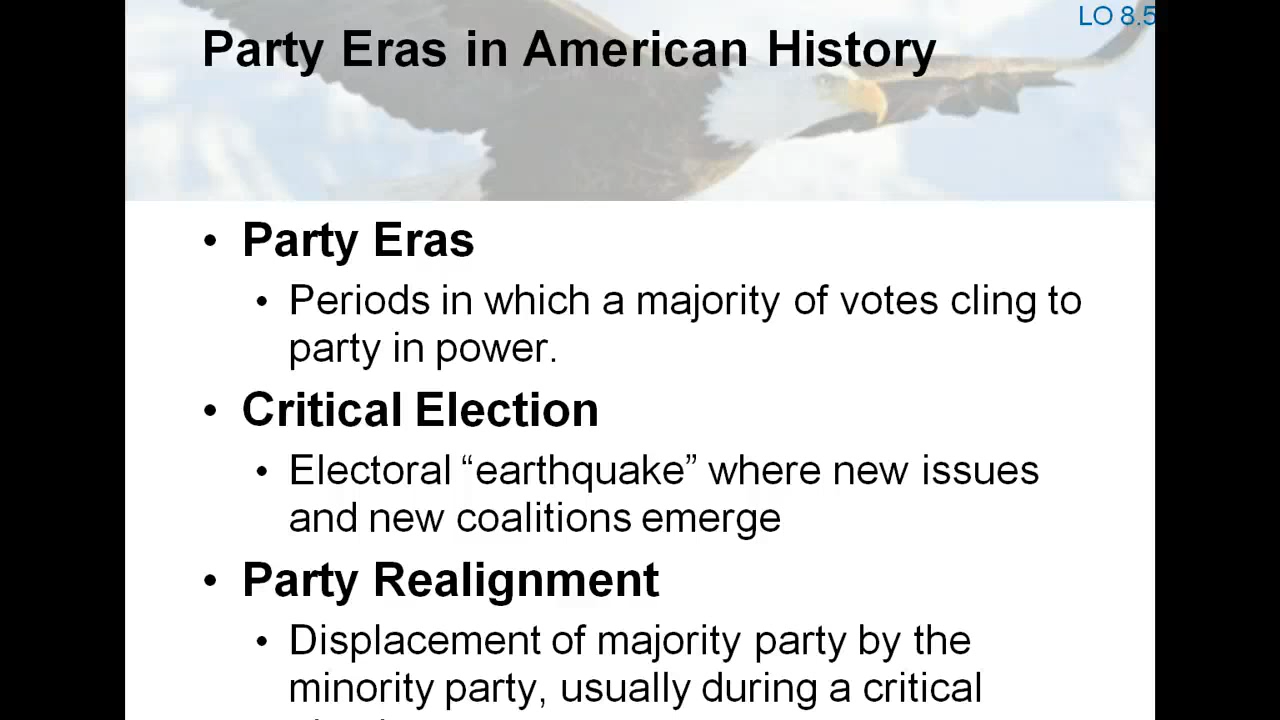 LO 8.5
Party Eras in American History
• Party Eras
• Periods in which a majority of votes cling to
party in power.
• Critical Election
• Electoral “earthquake” where new issues
and new coalitions emerge
• Party Realignment
• Displacement of majority party by the
minority party, usually during a critical